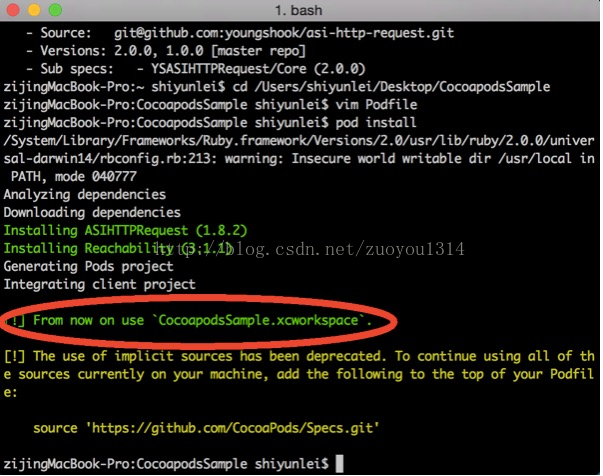 1. bash
- Source:   git@github.com:youngshook/asi-http-request.git
- Versions: 2.0.0, 1.0.0 [master repo]
- Sub specs:   - YSASIHTTPRequest/Core (2.0.0)
zijingMacBook-Pro:~ shiyunlei$ cd /Users/shiyunlei/Desktop/CocoapodsSample
zijingMacBook-Pro:CocoapodsSample shiyunlei$ vim Podfile
zijingMacBook-Pro:CocoapodsSample shiyunlei$ pod install
/System/Library/Frameworks/Ruby.framework/Versions/2.0/usr/lib/ruby/2.0.0/univer
sal-darwin14/rbconfig.rb:213: warning: Insecure world writable dir /usr/local in
PATH, mode 040777
Analyzing dependencies
Downloading dependencies
Installing ASIHTTPRequest (1.8.2)
Installing Reachability (3.1.1)
http://blog.csdn.net/zuoyou1314
Generating Pods project
Integrating client project
[!] From now on use `CocoapodsSample.xcworkspace`.
[!] The use of implicit sources has been deprecated. To continue using all of th
e sources currently on your machine, add the following to the top of your Podfil
e:
source 'https://github.com/CocoaPods/Specs.git'
zijingMacBook-Pro:CocoapodsSample shiyunlei$